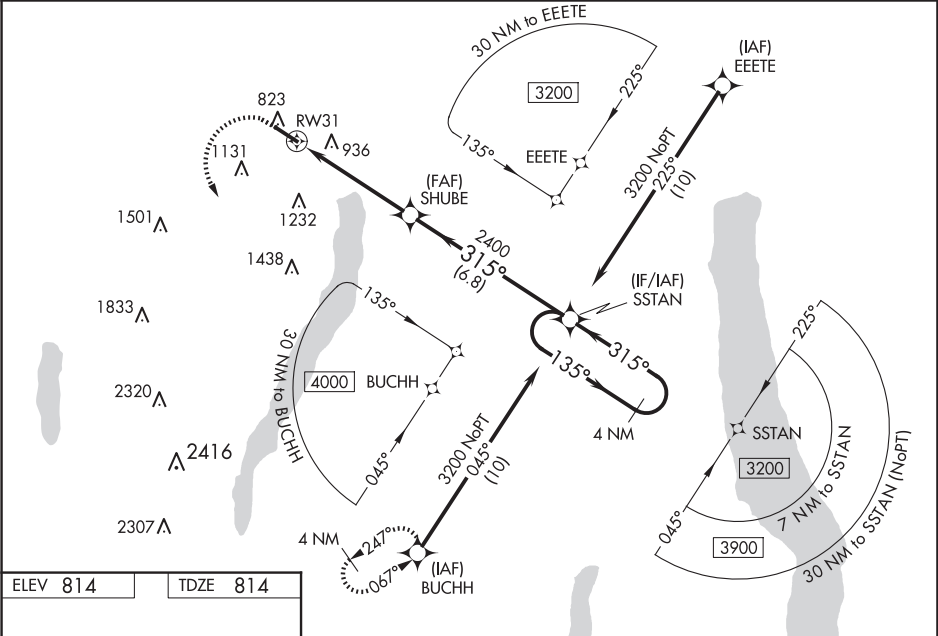 30 NM to EEETE
3200
225°
135°
EEETE
(IAF)
EEETE
3200 NoPT
225°
(10)
823
RW31
936
1131
(FAF)
SHUBE
1232
1501
1438
2400
315°
(6.8)
(IF/IAF)
SSTAN
1833
135°
30 NM to BUCHH
4000
BUCHH
045°
315°
135°
4 NM
225°
SSTAN
3200
7 NM to SSTAN
045°
3900
30 NM to SSTAN (NoPT)
2320
2416
2307
3200 NoPT
045°
(10)
4 NM
247°
067°
(IAF)
BUCHH
ELEV 814
TDZE 814